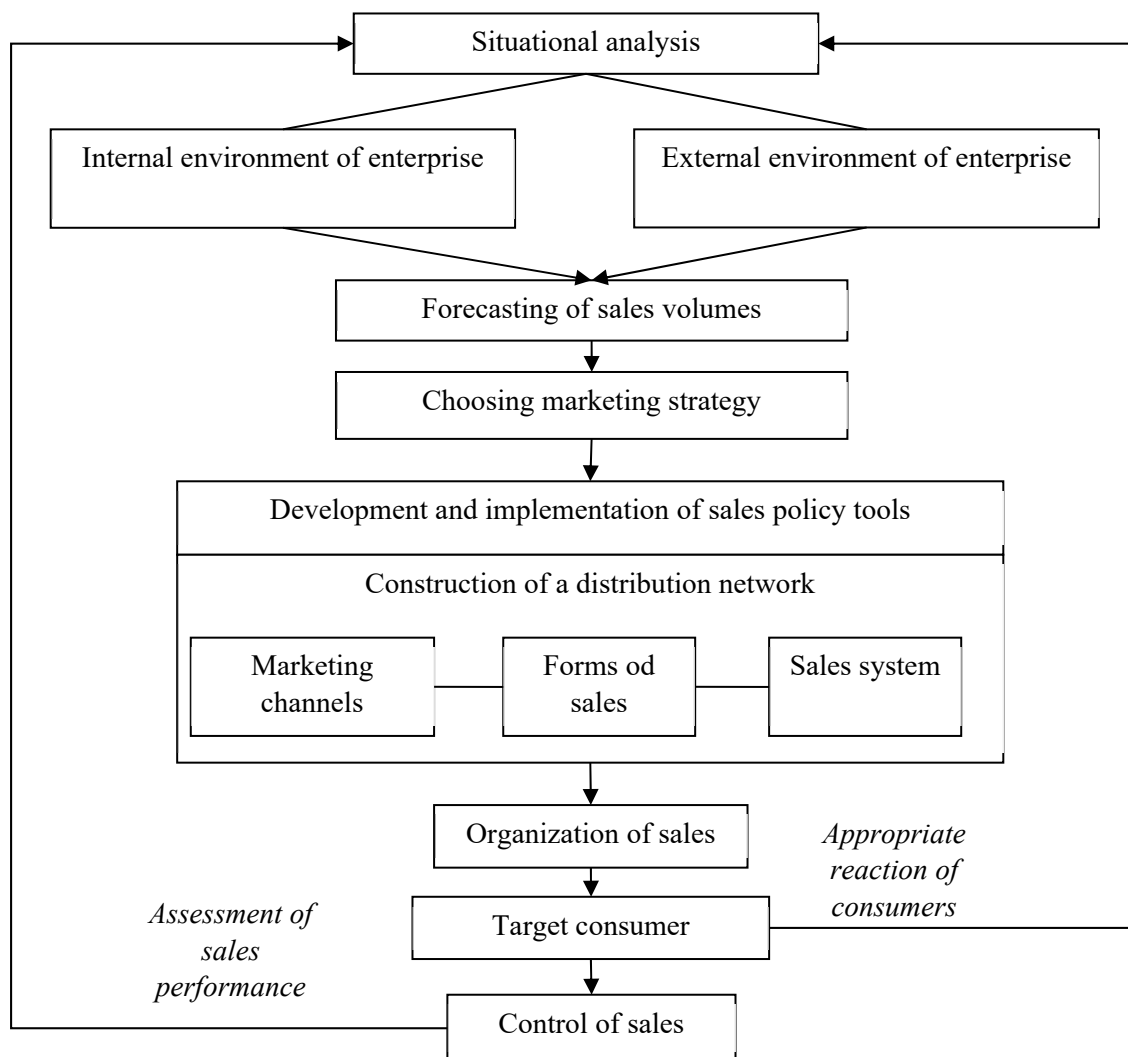 Situational analysis
Internal environment of enterprise
External environment of enterprise
Forecasting of sales volumes
Choosing marketing strategy
Development and implementation of sales policy tools
Construction of a distribution network
Marketing
channels
Forms od
sales
Sales system
Organization of sales
Appropriate
reaction of
consumers
Assessment of
sales
performance
Target consumer
Control of sales